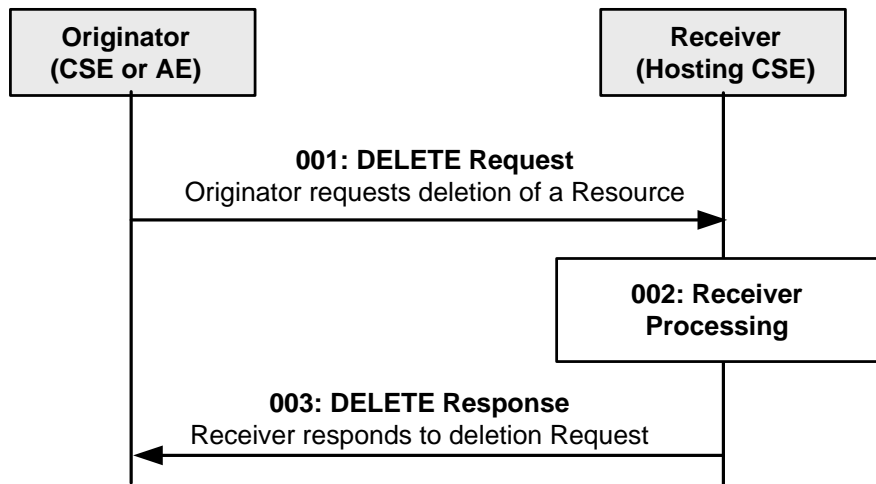 Originator
(CSE or AE)
Receiver
(Hosting CSE)
001: DELETE Request
Originator requests deletion of a Resource
002: Receiver
Processing
003: DELETE Response
Receiver responds to deletion Request